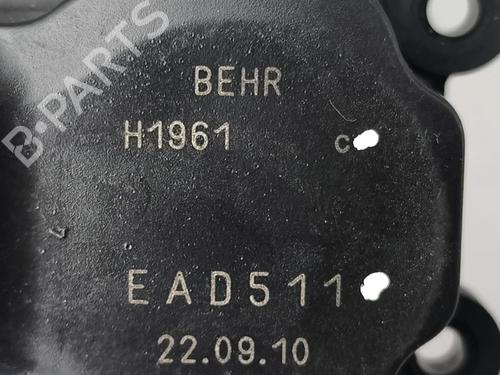 B-PARTS
BEHR
H1961 c
EAD511
22.09.10